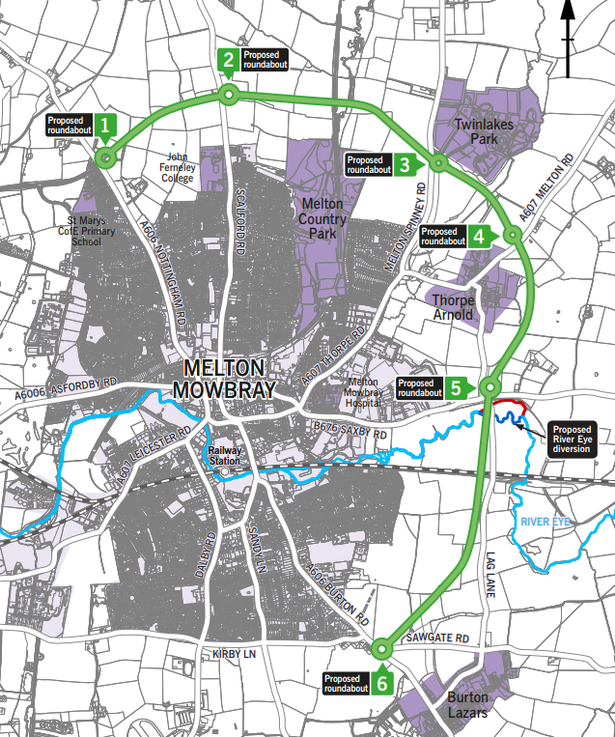 2
Proposed
roundabout
Proposed
roundabout
1
Twinlakes
Park
John
Ferneley
College
Proposed
roundabout
3
A607 MELTON RD
St Marys
CofE Primary
School
SCALFORD RD
Melton
Country
Park
MELTON SPINNEY RD
Proposed
roundabout
4
A606 NOTTINGHAM RD
Thorpe
Arnold
A607 THORPE RD
MELTON
MOWBRAY
A6006 ASFORDBY RD
Melton
Mowbray
Hospital
Proposed
roundabout
5
B676 SAXBY RD
Proposed
River Eye
diversion
A607 LEICESTER RD
Railway
Station
RIVER EYE
DALBY RD
SANDY LN
A606 BURTON RD
LAG LANE
SAWGATE RD
KIRBY LN
Proposed
roundabout
6
Burton
Lazars